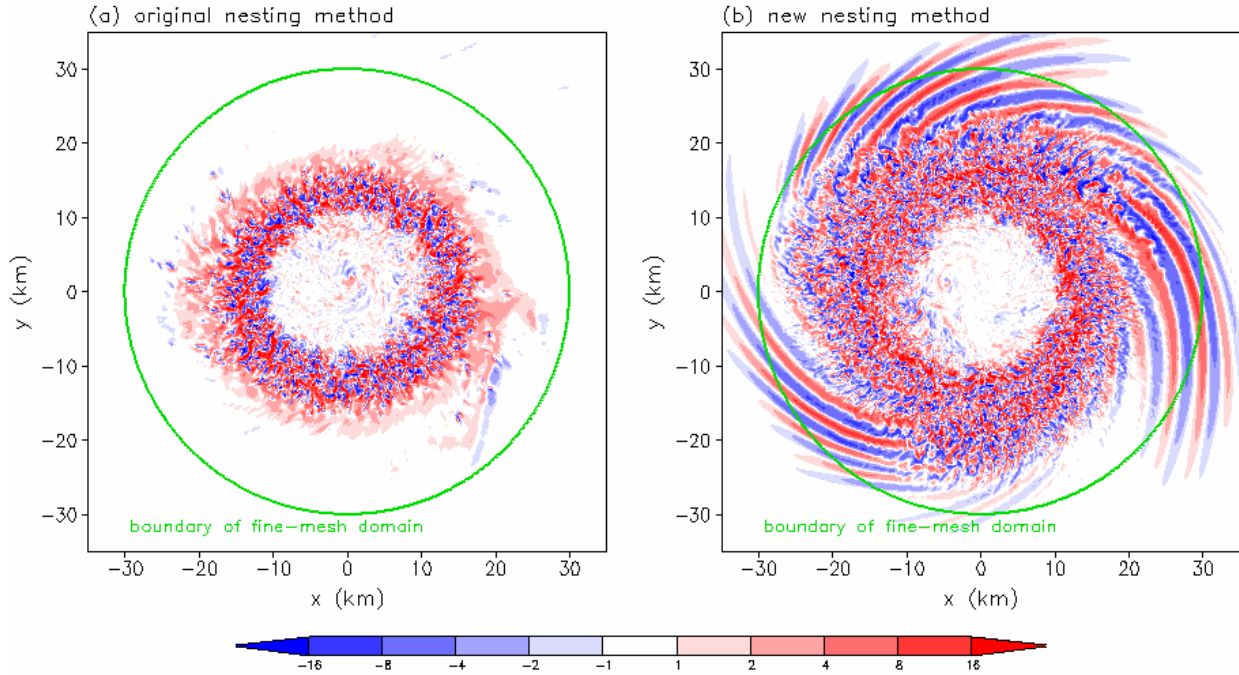 (a) original nesting method
(b) new nesting method
30
20
10
0
−10
−20
−30
y (km)
boundary of fine−mesh domain
−30 −20 −10 0 10 20 30
x (km)
30
20
10
0
−10
−20
−30
y (km)
boundary of fine−mesh domain
−30 −20 −10 0 10 20 30
x (km)
−16 −8 −4 −2 −1 1 2 4 8 16